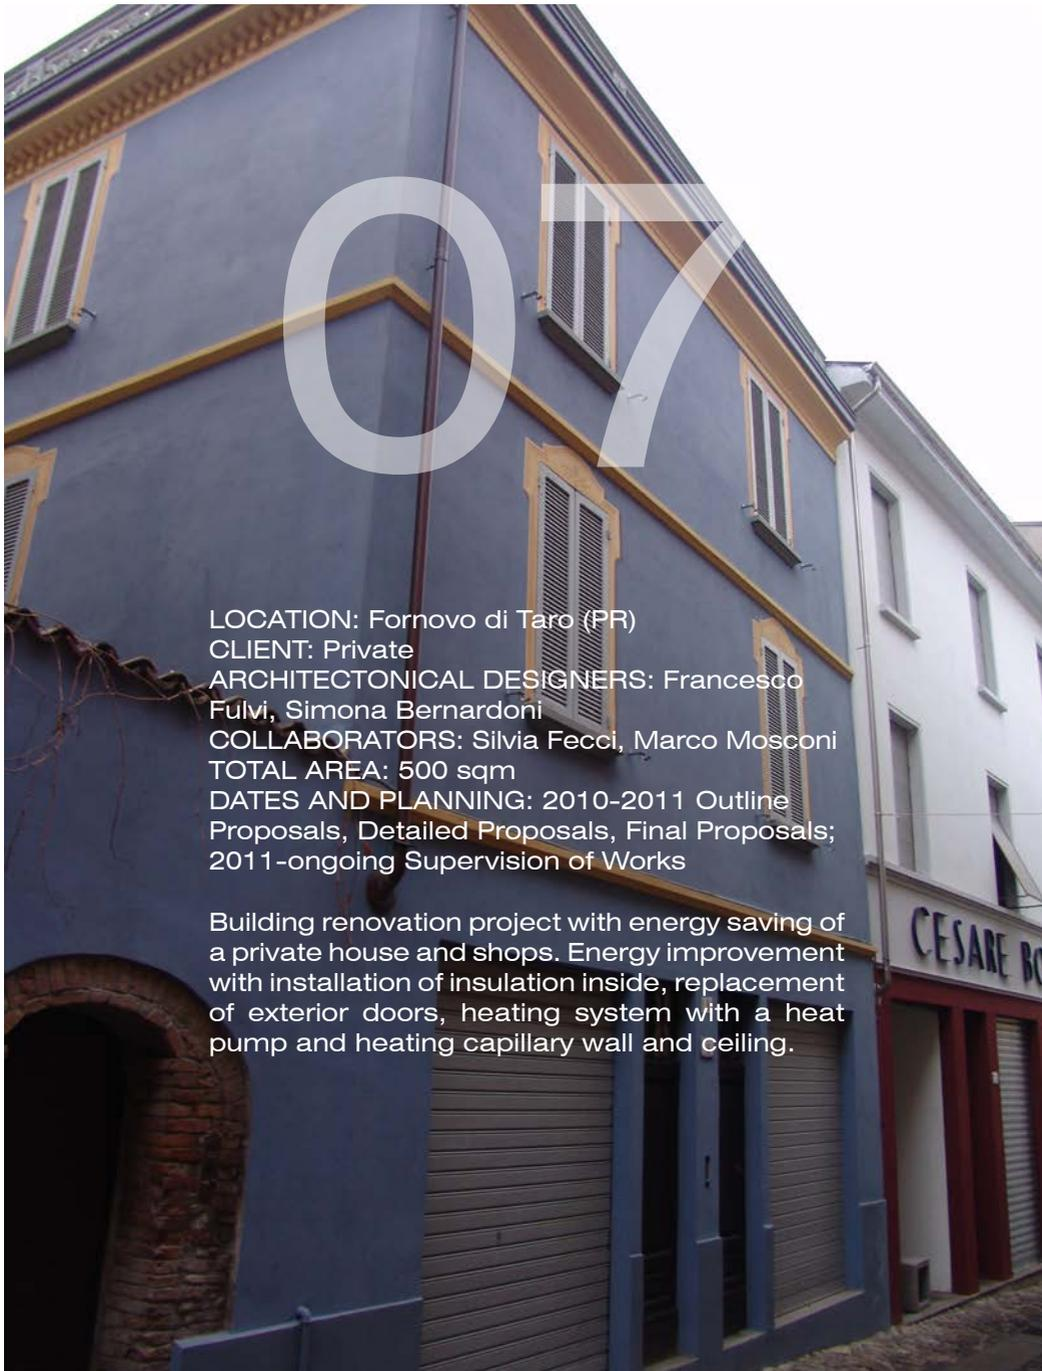 07
LOCATION: Fornovo di Taro (PR)
CLIENT: Private
ARCHITECTONICAL DESIGNERS: Francesco
Fulvi, Simona Bernardoni
COLLABORATORS: Silvia Fecci, Marco Mosconi
TOTAL AREA: 500 sqm
DATES AND PLANNING: 2010-2011 Outline
Proposals, Detailed Proposals, Final Proposals;
2011-ongoing Supervision of Works
Building renovation project with energy saving of
a private house and shops. Energy improvement
with installation of insulation inside, replacement
of exterior doors, heating system with a heat
pump and heating capillary wall and ceiling.
CESARE